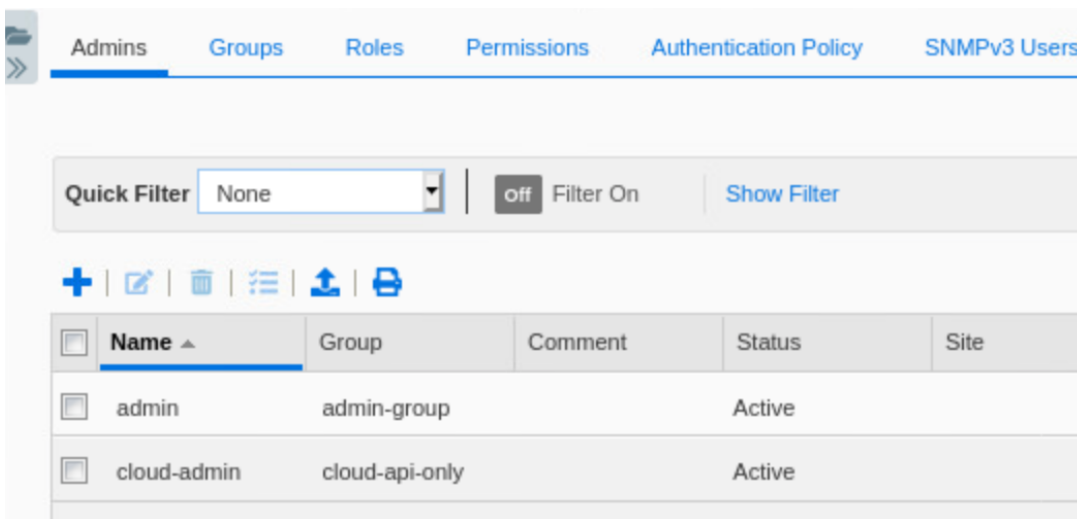 Admins Groups Roles Permissions Authentication Policy SNMPv3 Users
Quick Filter None Off Filter On Show Filter
Name Group Comment Status Site
admin admin-group Active
cloud-admin cloud-api-only Active